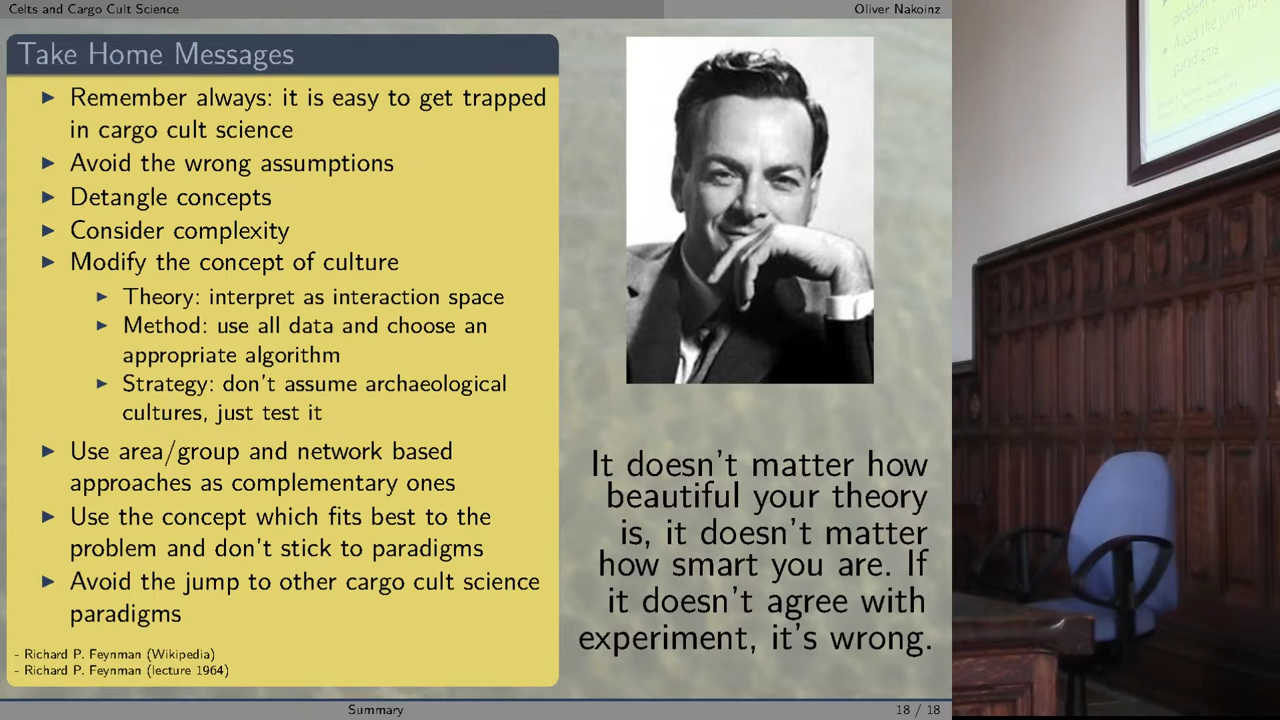 Celts and Cargo Cult Science
Oliver Nakoinz
Take Home Messages
Remember always: it is easy to get trapped
in cargo cult science
Avoid the wrong assumptions
Detangle concepts
Consider complexity
Modify the concept of culture
Theory: interpret as interaction space
Method: use all data and choose an
appropriate algorithm
Strategy: don't assume archaeological
cultures, just test it
Use area/group and network based
approaches as complementary ones
Use the concept which fits best to the
problem and don't stick to paradigms
Avoid the jump to other cargo cult science
paradigms
- Richard P. Feynman (Wikipedia)
- Richard P. Feynman (lecture 1964)
It doesn't matter how
beautiful your theory
is, it doesn't matter
how smart you are. If
it doesn't agree with
experiment, it's wrong.
Summary
18 / 18
Avoid the jump to
paradigms